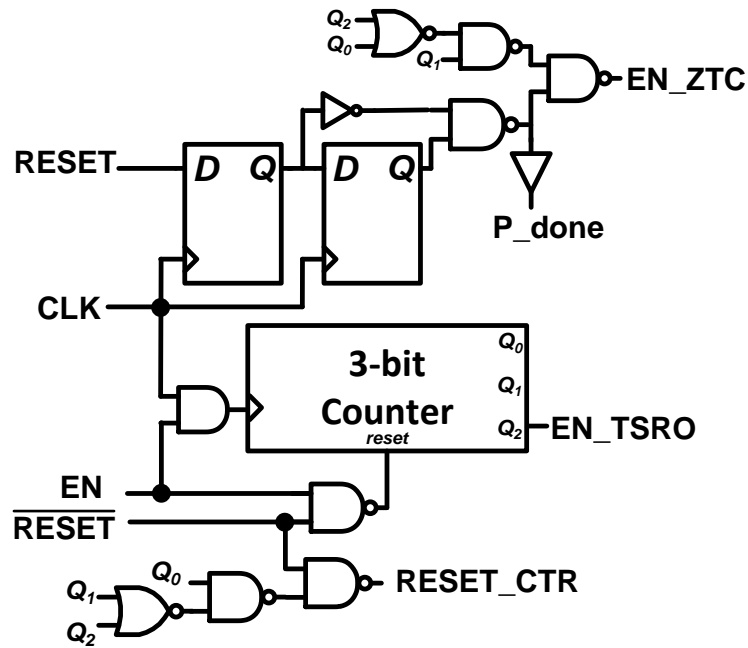 Q2
Q0
Q1
EN_ZTC
RESET
D Q
D Q
P_done
CLK
3-bit
Counter
reset
Q0
Q1
Q2
EN_TSRO
EN
RESET
Q0
RESET_CTR
Q1
Q2